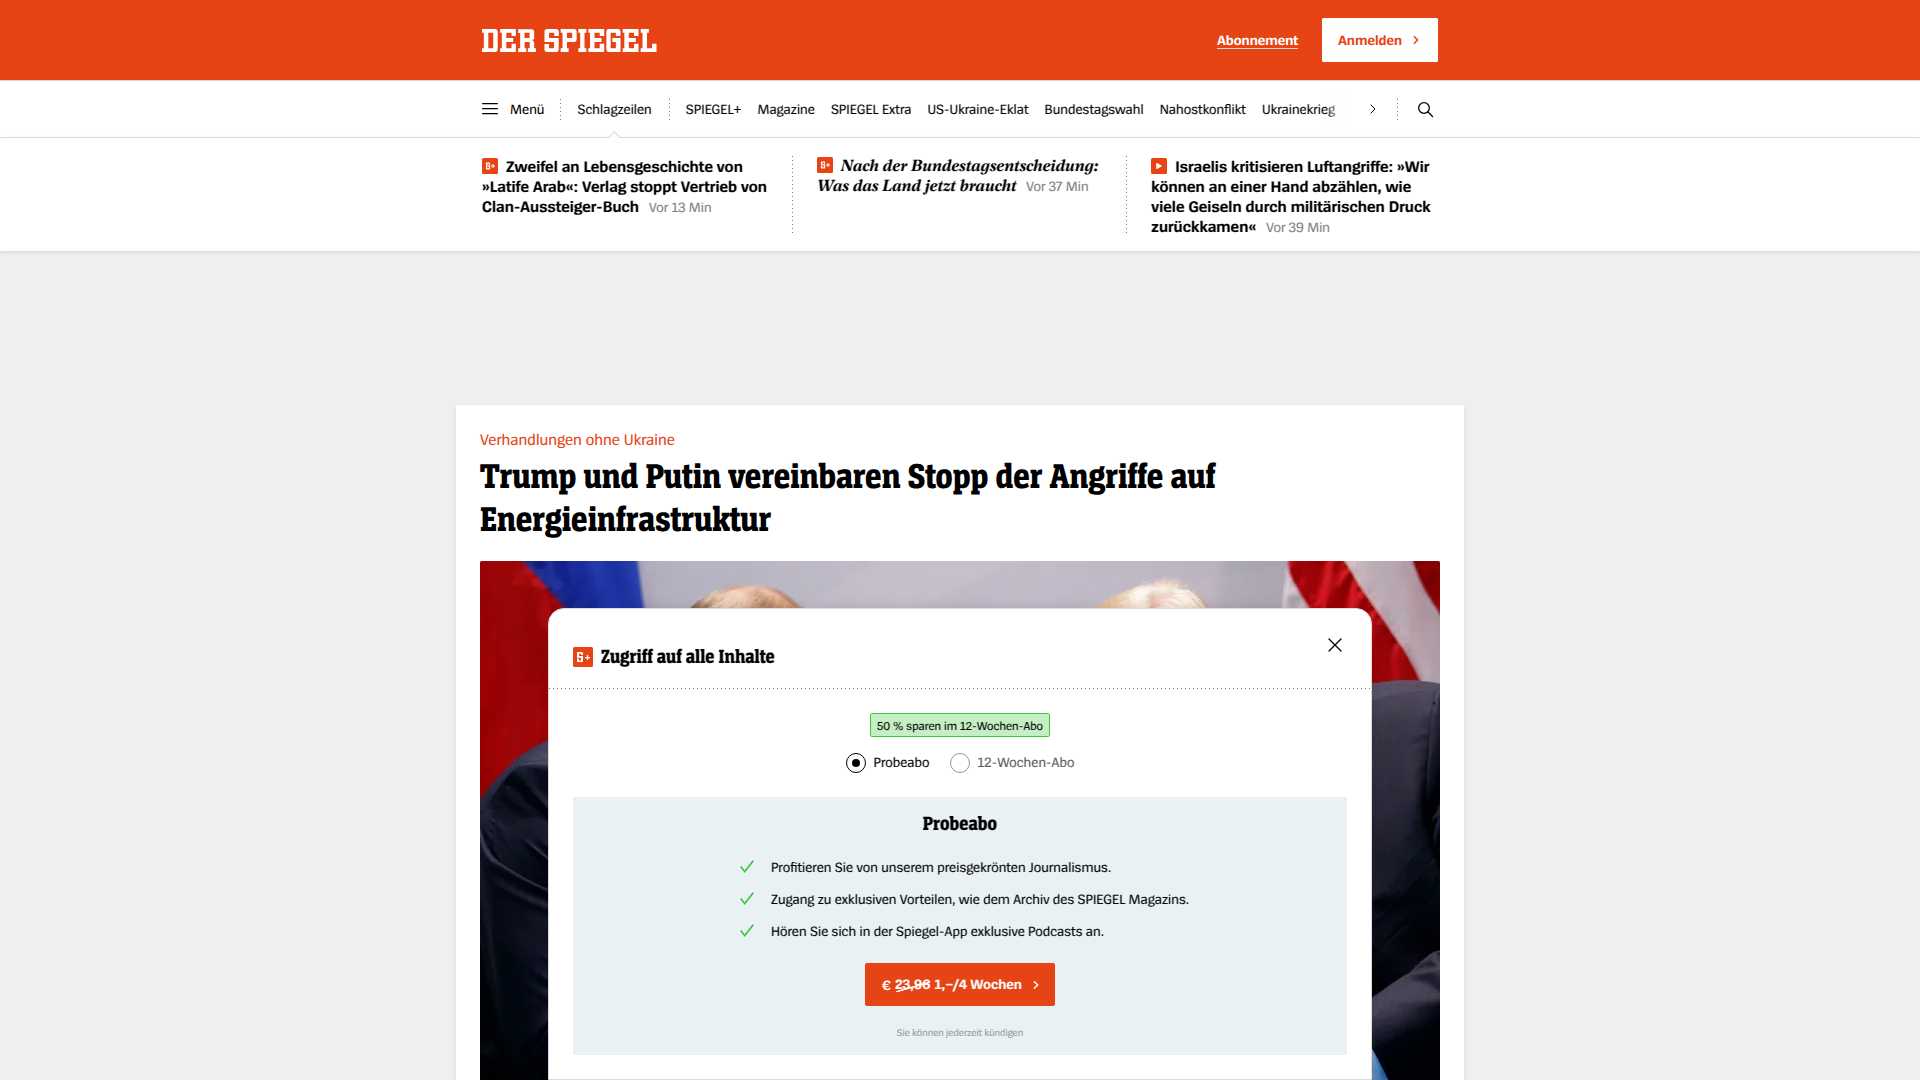 DER SPIEGEL
Abonnement
Anmelden
Menü
Schlagzeilen
SPIEGEL+
Magazine
SPIEGEL Extra
US-Ukraine-Eklat
Bundestagswahl
Nahostkonflikt
Ukrainekrieg
Zweifel an Lebensgeschichte von
»Latife Arab«: Verlag stoppt Vertrieb von
Clan-Aussteiger-Buch Vor 13 Min
Nach der Bundestagsentscheidung:
Was das Land jetzt braucht Vor 37 Min
Israelis kritisieren Luftangriffe: »Wir
können an einer Hand abzählen, wie
viele Geiseln durch militärischen Druck
zurückkamen« Vor 39 Min
Verhandlungen ohne Ukraine
Trump und Putin vereinbaren Stopp der Angriffe auf
Energieinfrastruktur
Zugriff auf alle Inhalte
50 % sparen im 12-Wochen-Abo
Probeabo
12-Wochen-Abo
Probeabo
Profitieren Sie von unserem preisgekrönten Journalismus.
Zugang zu exklusiven Vorteilen, wie dem Archiv des SPIEGEL Magazins.
Hören Sie sich in der Spiegel-App exklusive Podcasts an.
€ 23,96 1,–/4 Wochen
Sie können jederzeit kündigen